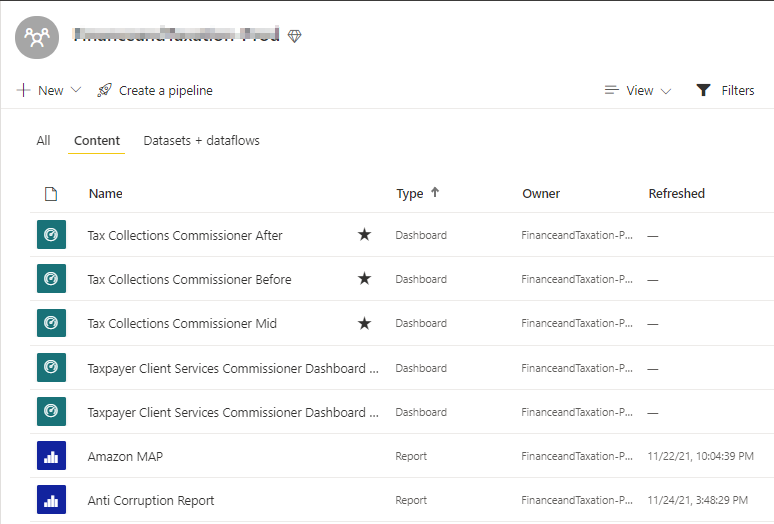 New
Create a pipeline
View
Filters
All
Content
Datasets + dataflows
Name Type Owner Refreshed
Tax Collections Commissioner After Dashboard FinanceandTaxation-P... —
Tax Collections Commissioner Before Dashboard FinanceandTaxation-P... —
Tax Collections Commissioner Mid Dashboard FinanceandTaxation-P... —
Taxpayer Client Services Commissioner Dashboard ... Dashboard FinanceandTaxation-P... —
Taxpayer Client Services Commissioner Dashboard ... Dashboard FinanceandTaxation-P... —
Amazon MAP Report FinanceandTaxation-P... 11/22/21, 10:04:39 PM
Anti Corruption Report Report FinanceandTaxation-P... 11/24/21, 3:48:29 PM